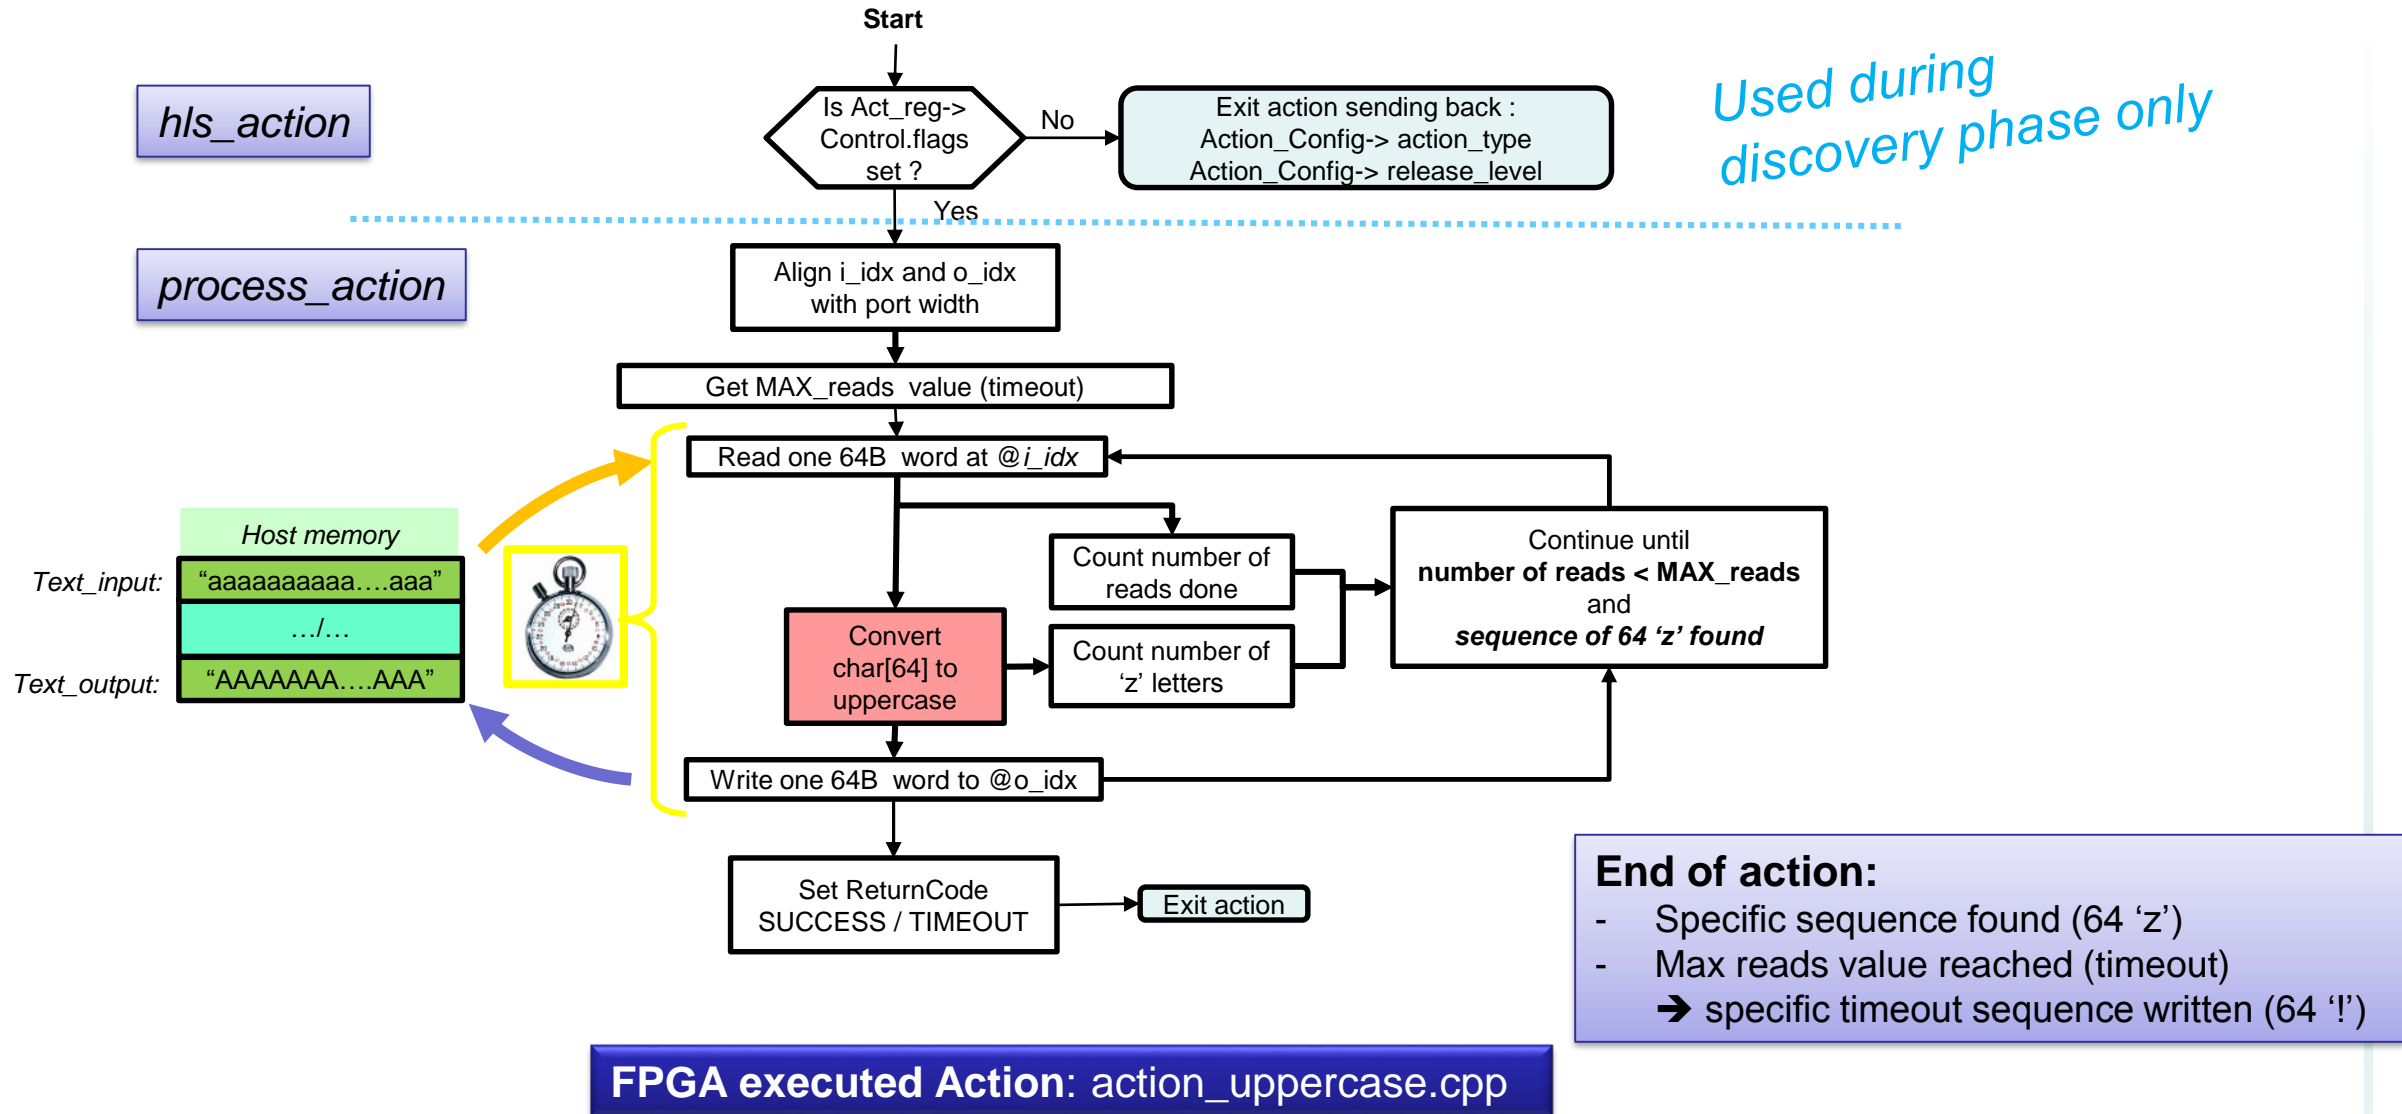 Start
hls_action
Is Act_reg->
Control.flags
set ?
No
Exit action sending back :
Action_Config-> action_type
Action_Config-> release_level
Used during
discovery phase only
Yes
process_action
Align i_idx and o_idx
with port width
Get MAX_reads value (timeout)
Read one 64B word at @i_idx
Host memory
Text_input:
“aaaaaaaaaa….aaa”
…/…
Text_output:
“AAAAAAA….AAA”
Count number of
reads done
Continue until
number of reads < MAX_reads
and
sequence of 64 ‘z’ found
Convert
char[64] to
uppercase
Count number of
‘z’ letters
Write one 64B word to @o_idx
Set ReturnCode
SUCCESS / TIMEOUT
Exit action
End of action:
- Specific sequence found (64 ‘z’)
- Max reads value reached (timeout)
➔ specific timeout sequence written (64 ‘!’)
FPGA executed Action: action_uppercase.cpp